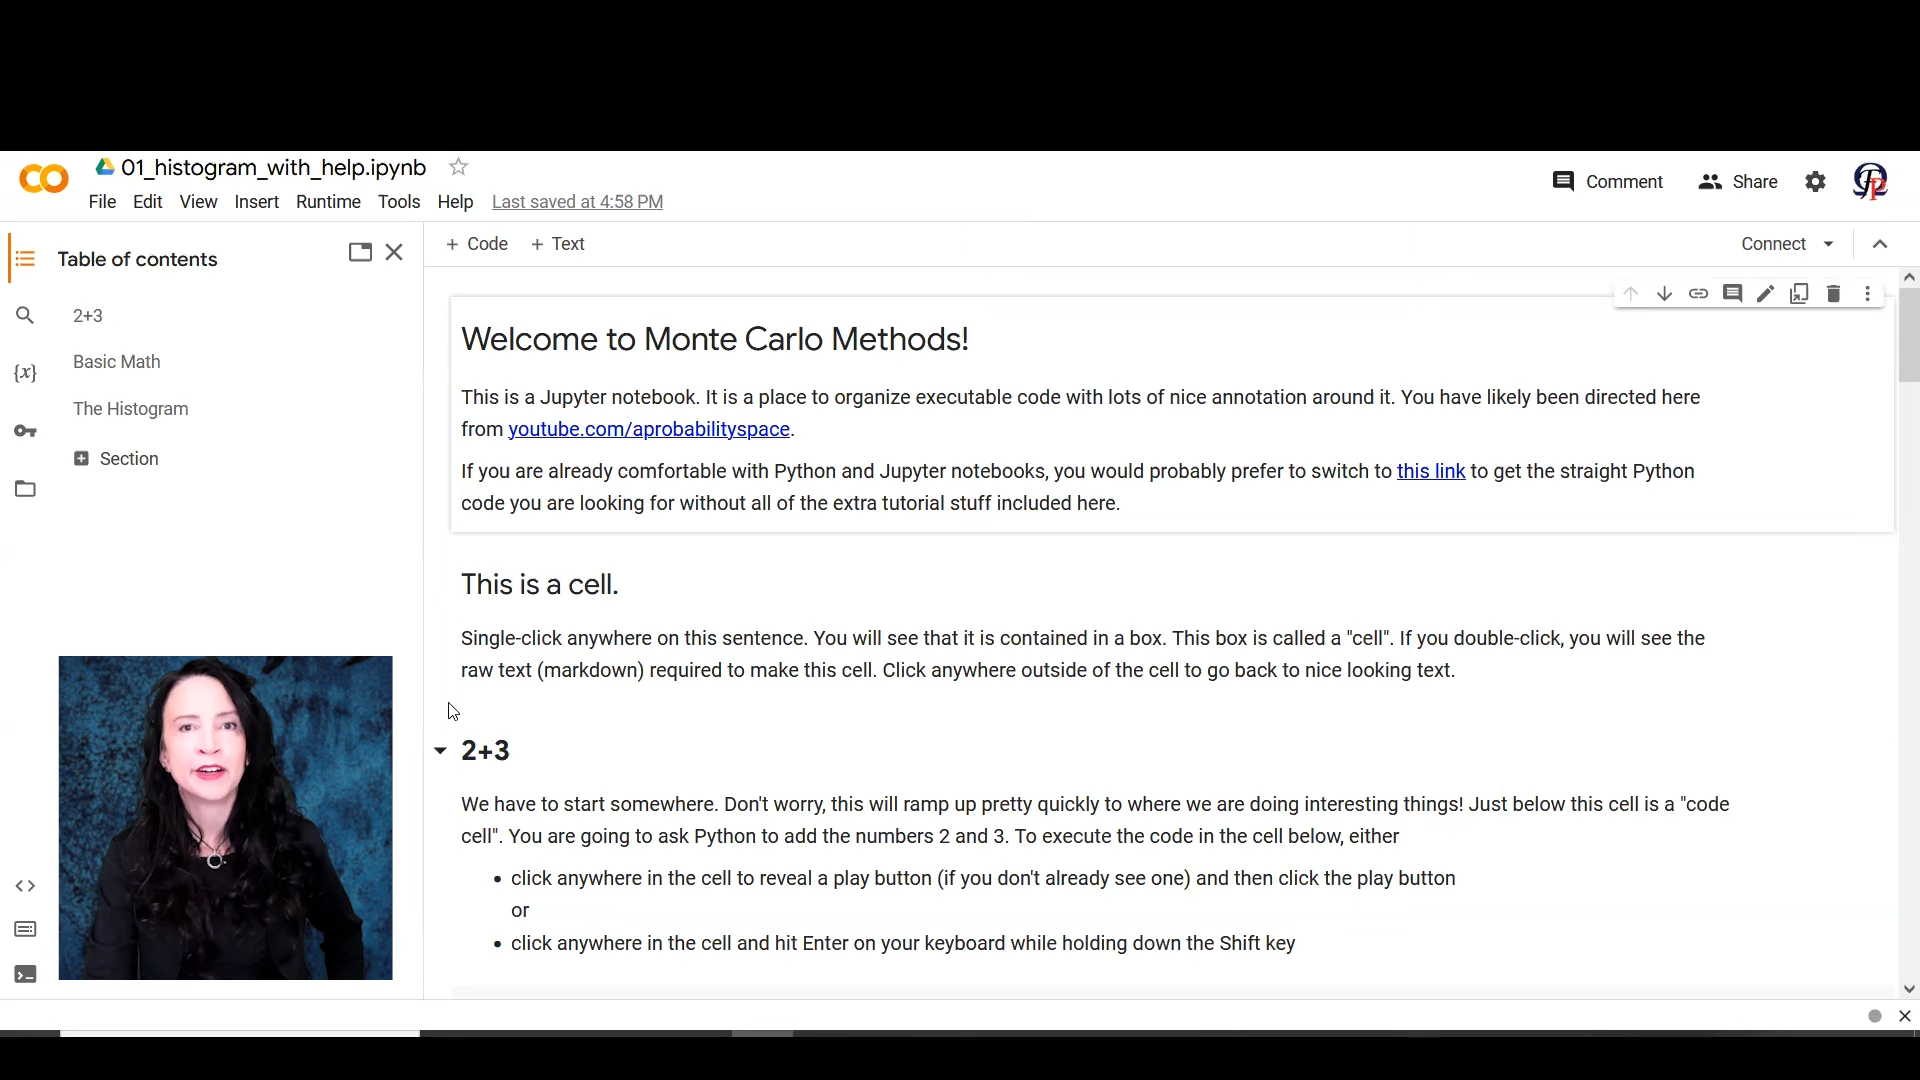 01_histogram_with_help.ipynb
File Edit View Insert Runtime Tools Help Last saved at 4:58 PM
Comment Share
Table of contents
2+3
Basic Math
The Histogram
Section
+ Code + Text
Connect
Welcome to Monte Carlo Methods!
This is a Jupyter notebook. It is a place to organize executable code with lots of nice annotation around it. You have likely been directed here
from youtube.com/aprobabilityspace.
If you are already comfortable with Python and Jupyter notebooks, you would probably prefer to switch to this link to get the straight Python
code you are looking for without all of the extra tutorial stuff included here.
This is a cell.
Single-click anywhere on this sentence. You will see that it is contained in a box. This box is called a "cell". If you double-click, you will see the
raw text (markdown) required to make this cell. Click anywhere outside of the cell to go back to nice looking text.
2+3
We have to start somewhere. Don't worry, this will ramp up pretty quickly to where we are doing interesting things! Just below this cell is a "code
cell". You are going to ask Python to add the numbers 2 and 3. To execute the code in the cell below, either
• click anywhere in the cell to reveal a play button (if you don't already see one) and then click the play button
or
• click anywhere in the cell and hit Enter on your keyboard while holding down the Shift key